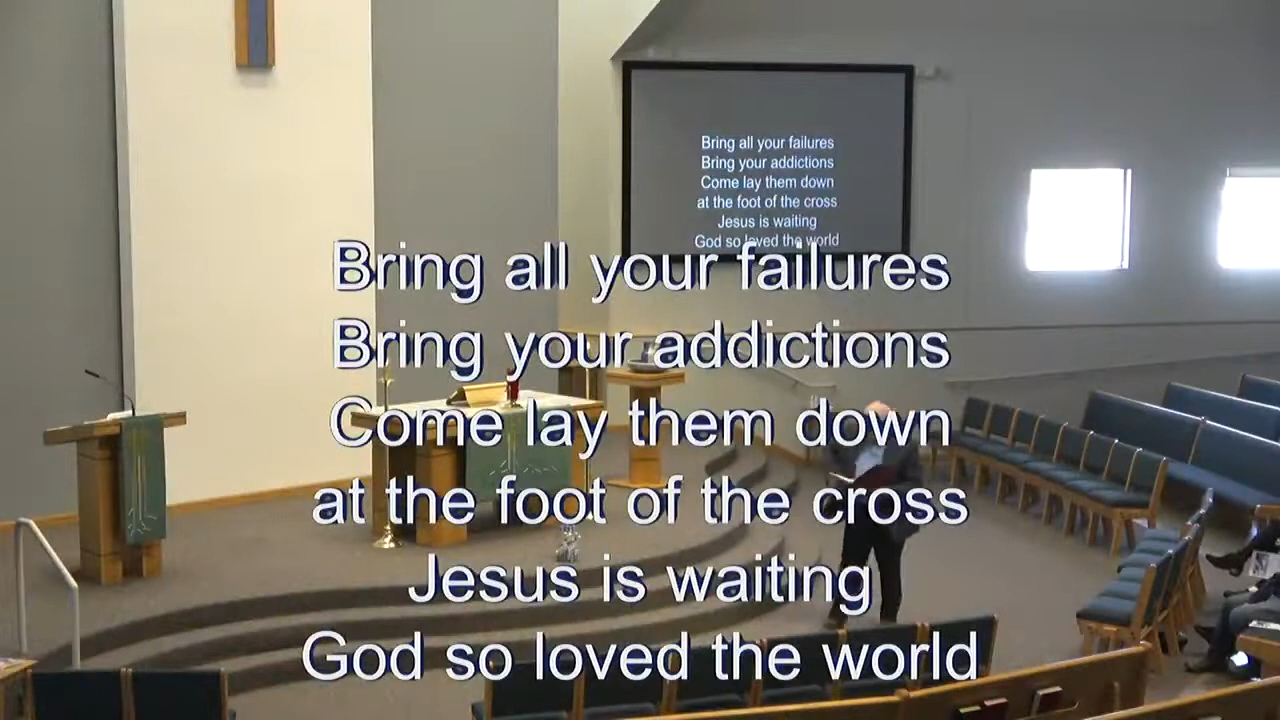 Bring all your failures
Bring your addictions
Come lay them down
at the foot of the cross
Jesus is waiting
God so loved the world
Bring all your failures
Bring your addictions
Come lay them down
at the foot of the cross
Jesus is waiting
God so loved the world